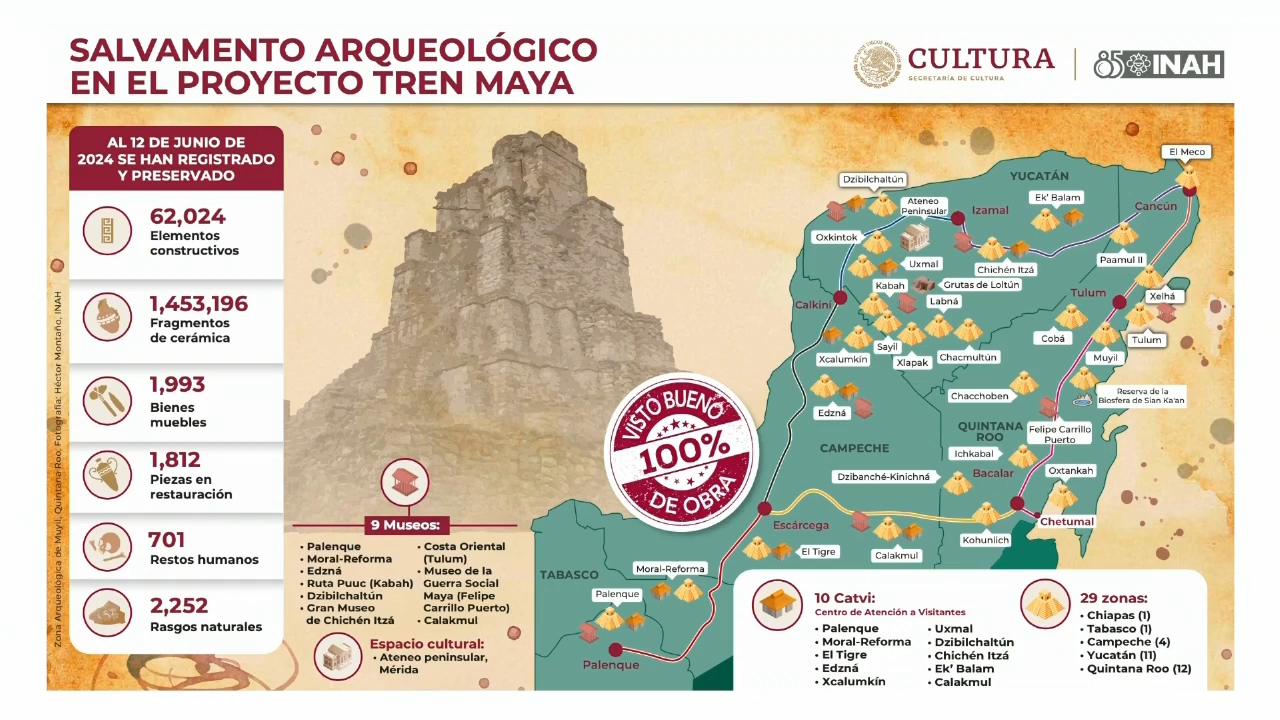 SALVAMENTO ARQUEOLÓGICO
EN EL PROYECTO TREN MAYA
CULTURA
SECRETARÍA DE CULTURA
85 INAH
AL 12 DE JUNIO DE
2024 SE HAN REGISTRADO
Y PRESERVADO
62,024
Elementos
constructivos
1,453,196
Fragmentos
de cerámica
1,993
Bienes
muebles
1,812
Piezas en
restauración
701
Restos humanos
2,252
Rasgos naturales
Zona Arqueológica de Muyil, Quintana Roo, Fotografía: Héctor Montaño, INAH
9 Museos:
• Palenque
• Moral-Reforma
• Edzná
• Ruta Puuc (Kabah)
• Dzibilchaltún
• Gran Museo
de Chichén Itzá
• Costa Oriental
(Tulum)
• Museo de la
Guerra Social
Maya (Felipe
Carrillo Puerto)
• Calakmul
Espacio cultural:
• Ateneo peninsular,
Mérida
VISTO BUENO
100%
DE OBRA
El Meco
YUCATÁN
Dzibilchaltún
Ateneo
Peninsular
Izamal
Ek' Balam
Cancún
Oxkintok
Uxmal
Chichén Itzá
Paamul II
Kabah
Grutas de Loltún
Labná
Calkiní
Tulum
Xelhá
Xcalumkín
Sayil
Xlapak
Chacmultún
Cobá
Muyil
Tulum
Edzná
Chacchoben
Reserva de la
Biosfera de Sian Ka'an
CAMPECHE
QUINTANA
ROO
Felipe Carrillo
Puerto
Ichkabal
Dzibanché-Kinichná
Bacalar
Oxtankah
Escárcega
Chetumal
Kohunlich
El Tigre
Calakmul
TABASCO
Moral-Reforma
Palenque
Palenque
10 Catvi:
Centro de Atención a Visitantes
• Palenque
• Moral-Reforma
• El Tigre
• Edzná
• Xcalumkín
• Uxmal
• Dzibilchaltún
• Chichén Itzá
• Ek' Balam
• Calakmul
29 zonas:
• Chiapas (1)
• Tabasco (1)
• Campeche (4)
• Yucatán (11)
• Quintana Roo (12)